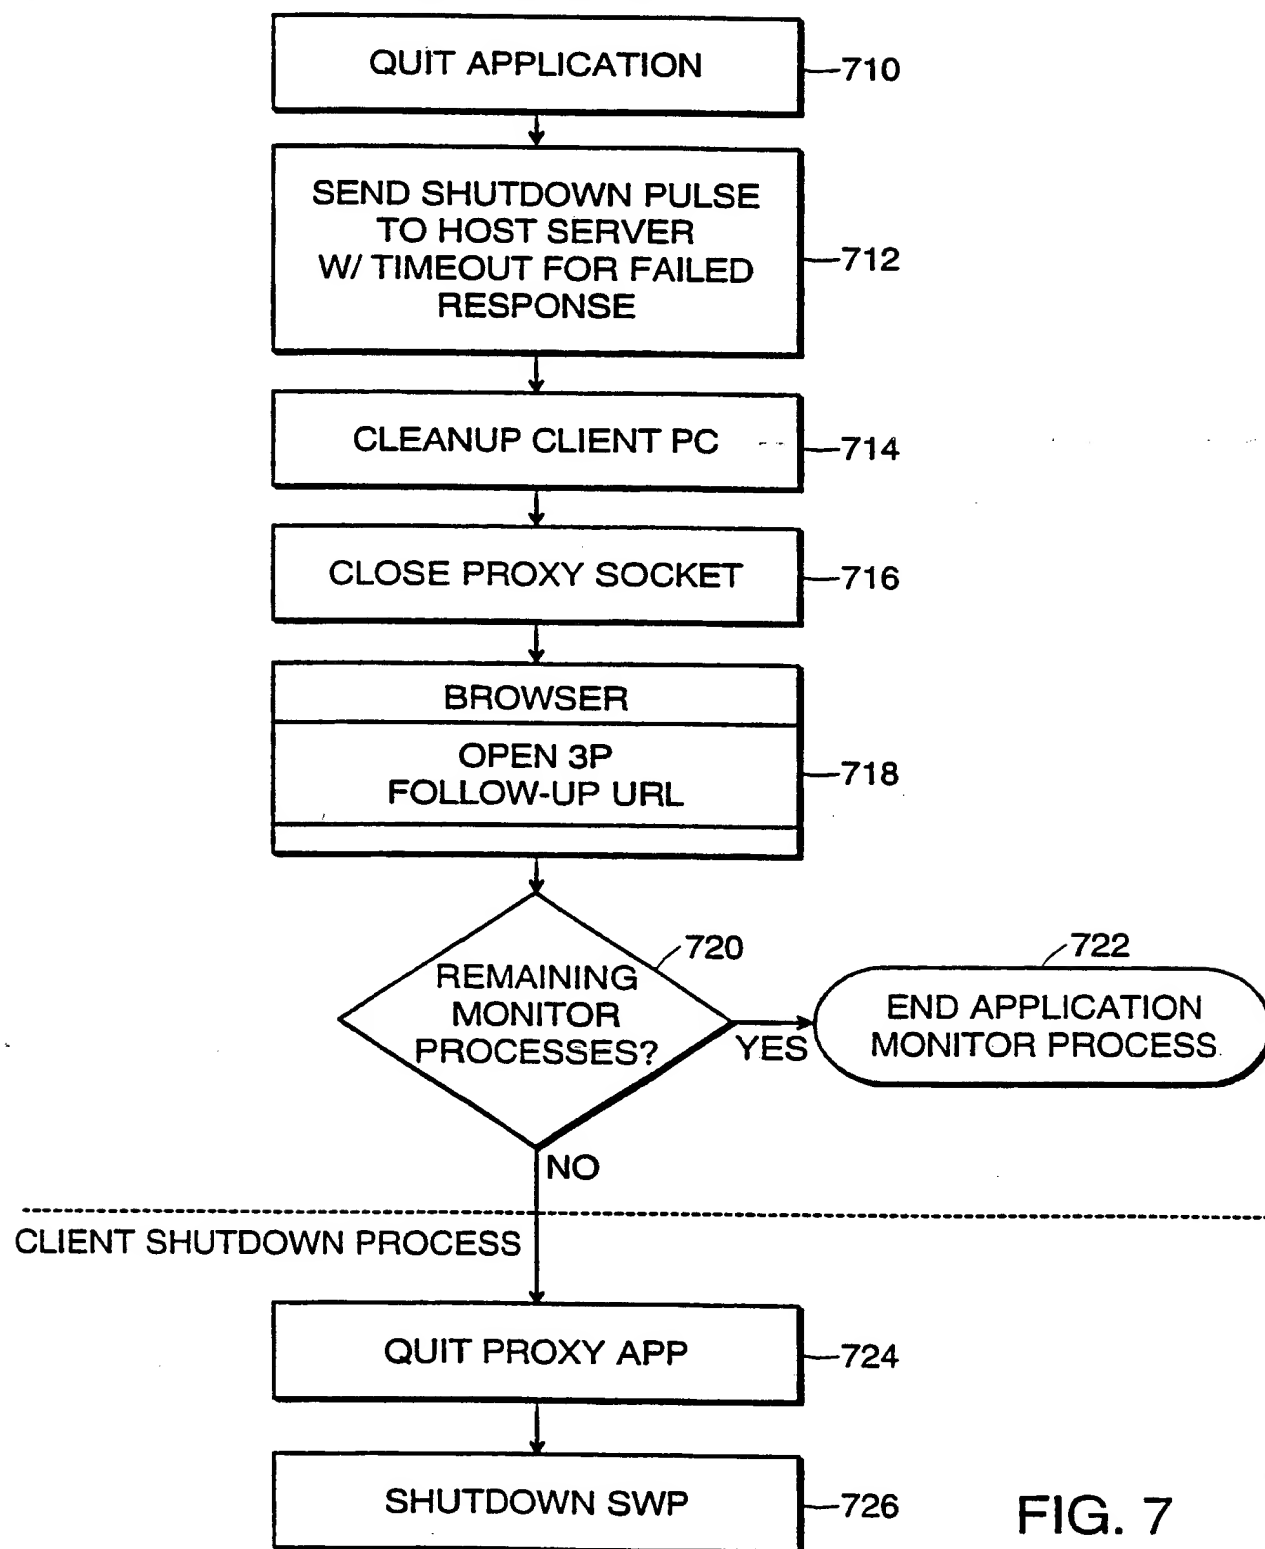 QUIT APPLICATION
710
SEND SHUTDOWN PULSE
TO HOST SERVER
W/ TIMEOUT FOR FAILED
RESPONSE
712
CLEANUP CLIENT PC
714
CLOSE PROXY SOCKET
716
BROWSER
OPEN 3P
FOLLOW-UP URL
718
REMAINING
MONITOR
PROCESSES?
720
YES
722
END APPLICATION
MONITOR PROCESS
NO
CLIENT SHUTDOWN PROCESS
QUIT PROXY APP
724
SHUTDOWN SWP
726
FIG. 7